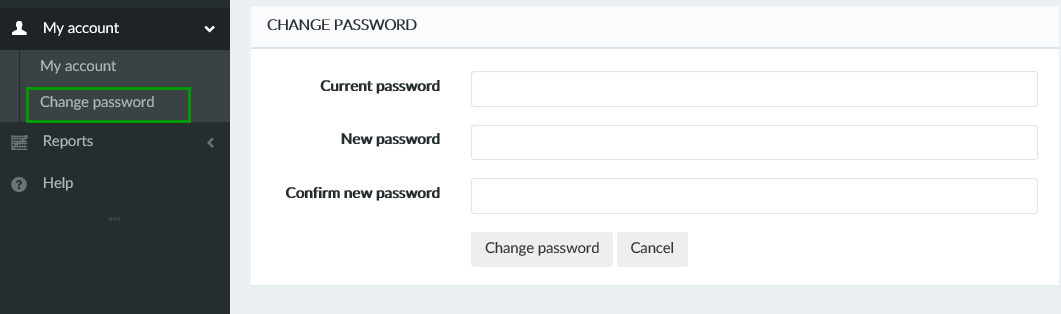 My account
My account
Change password
Reports
Help
CHANGE PASSWORD
Current password
New password
Confirm new password
Change password Cancel